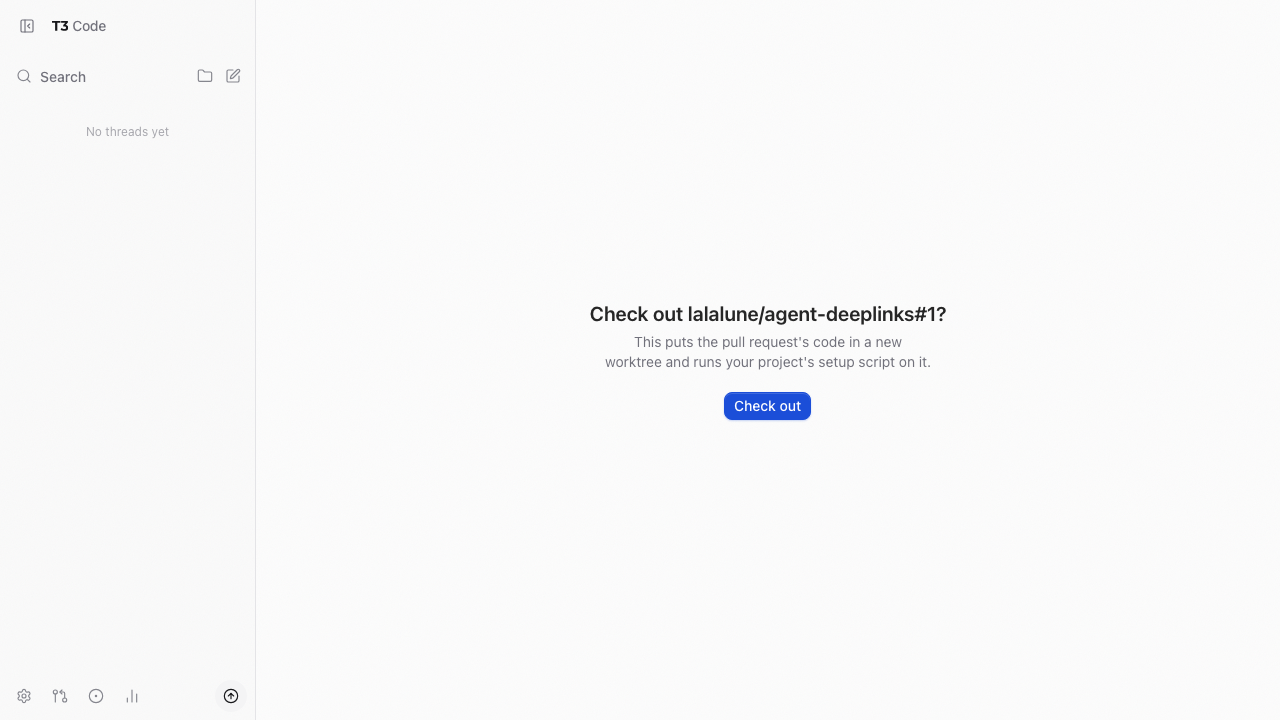 T3 Code
Search
No threads yet
Check out lalalune/agent-deeplinks#1?
This puts the pull request's code in a new
worktree and runs your project's setup script on it.
Check out